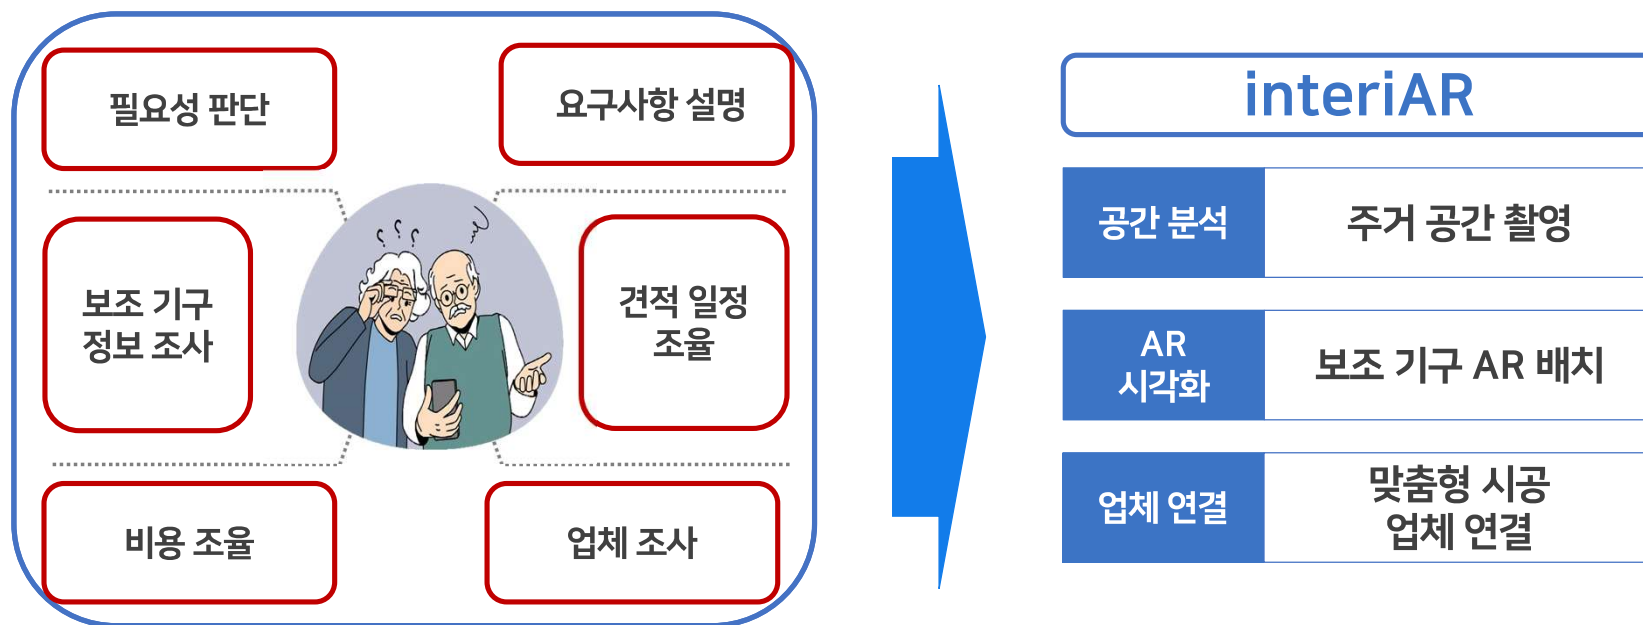 필요성 판단
요구사항 설명
보조 기구
정보 조사
? ? ?
견적 일정
조율
비용 조율
업체 조사
interiAR
공간 분석
주거 공간 촬영
AR
시각화
보조 기구 AR 배치
업체 연결
맞춤형 시공
업체 연결